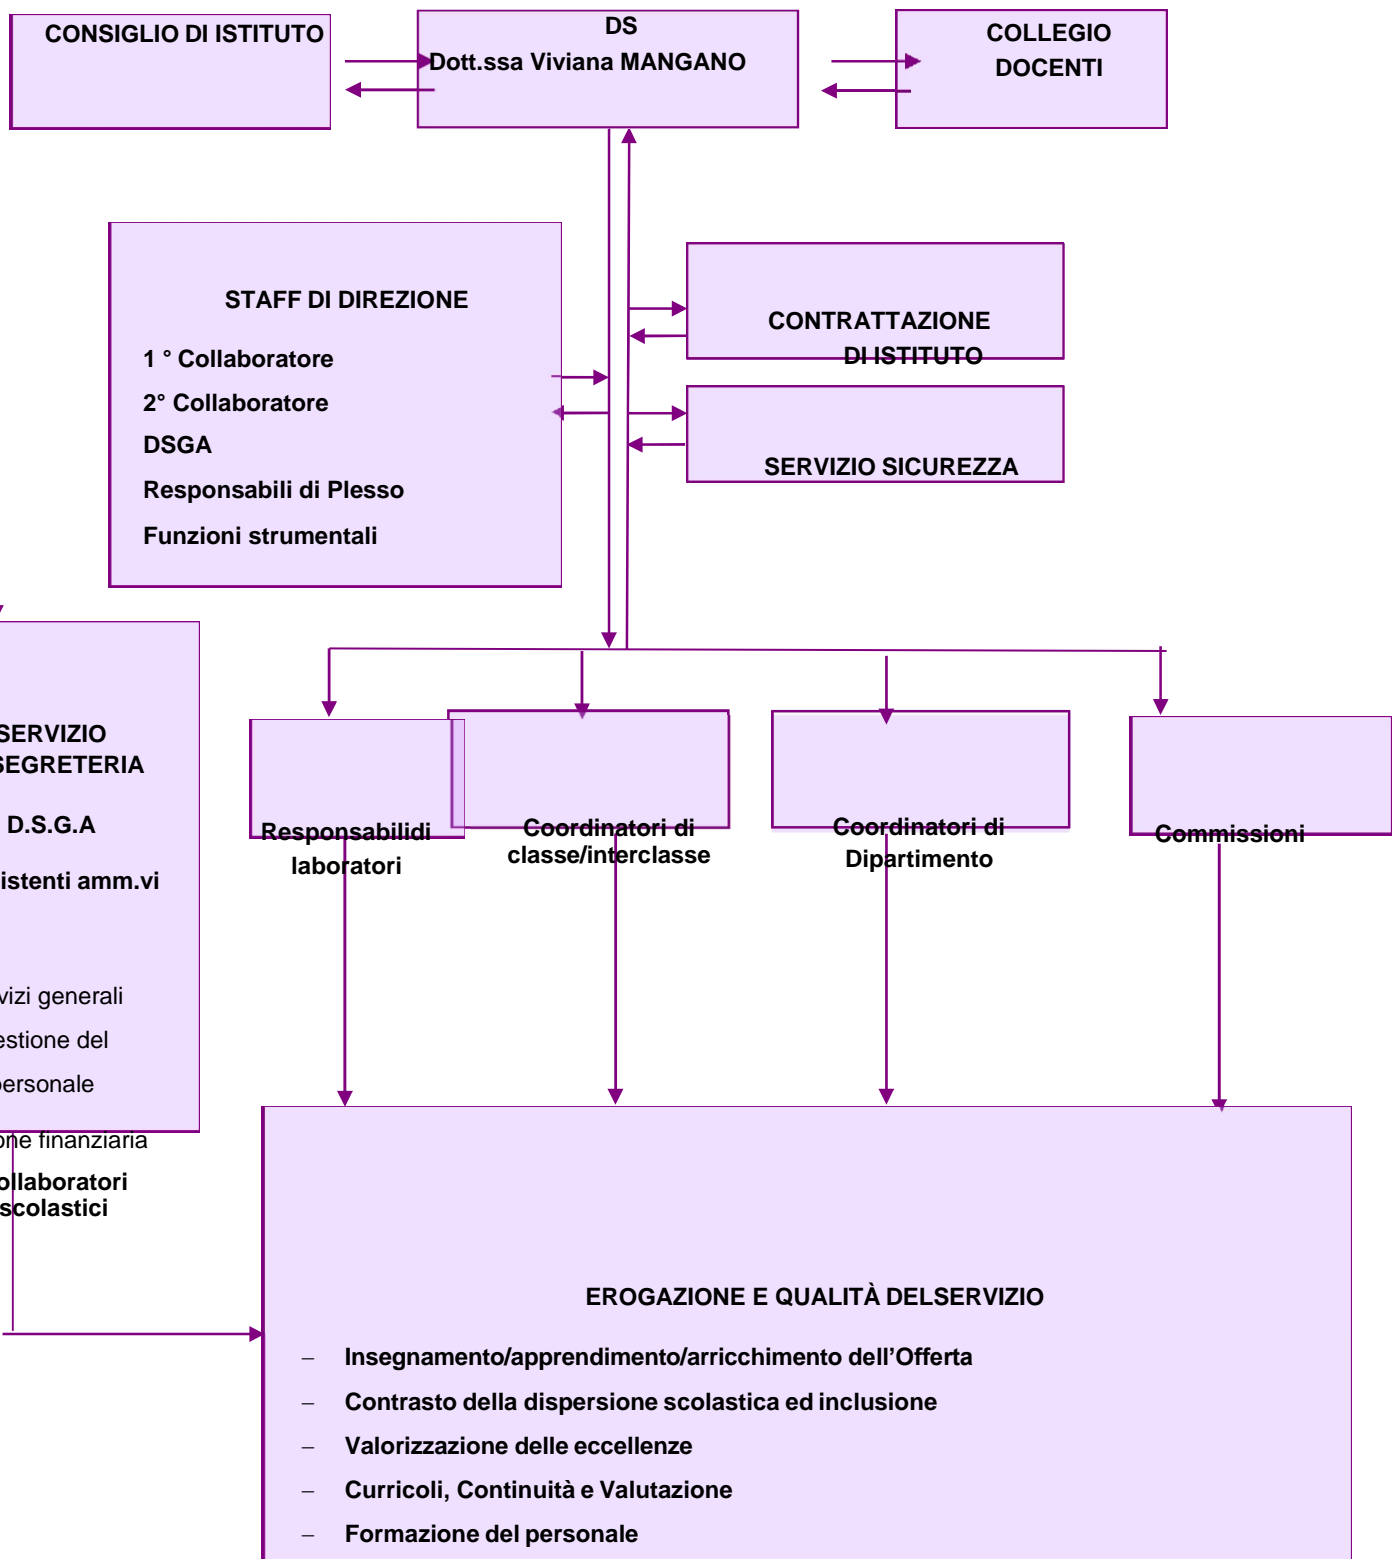 CONSIGLIO DI ISTITUTO
DS
Dott.ssa Viviana MANGANO
COLLEGIO
DOCENTI
STAFF DI DIREZIONE
1 ° Collaboratore
2° Collaboratore
DSGA
Responsabili di Plesso
Funzioni strumentali
CONTRATTAZIONE
DI ISTITUTO
SERVIZIO SICUREZZA
SERVIZIO
SEGRETERIA
D.S.G.A
istenti amm.vi
vizi generali
estione del
personale
one finanziaria
ollaboratori
scolastici
Responsabilidi
laboratori
Coordinatori di
classe/interclasse
Coordinatori di
Dipartimento
Commissioni
EROGAZIONE E QUALITÀ DELSERVIZIO
– Insegnamento/apprendimento/arricchimento dell’Offerta
– Contrasto della dispersione scolastica ed inclusione
– Valorizzazione delle eccellenze
– Curricoli, Continuità e Valutazione
– Formazione del personale